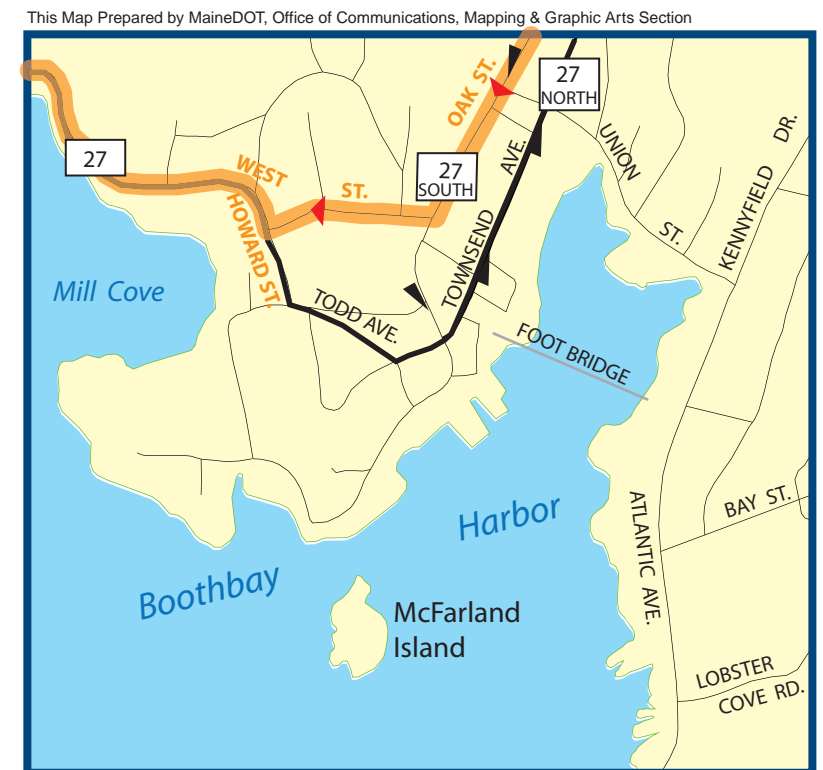 This Map Prepared by MaineDOT, Office of Communications, Mapping & Graphic Arts Section
OAK ST.
27
NORTH
27
WEST ST.
27
SOUTH
UNION ST.
KENNYFIELD DR.
HOWARD ST.
TOWNSEND AVE.
Mill Cove
TODD AVE.
FOOT BRIDGE
Boothbay Harbor
ATLANTIC AVE.
BAY ST.
McFarland
Island
LOBSTER
COVE RD.